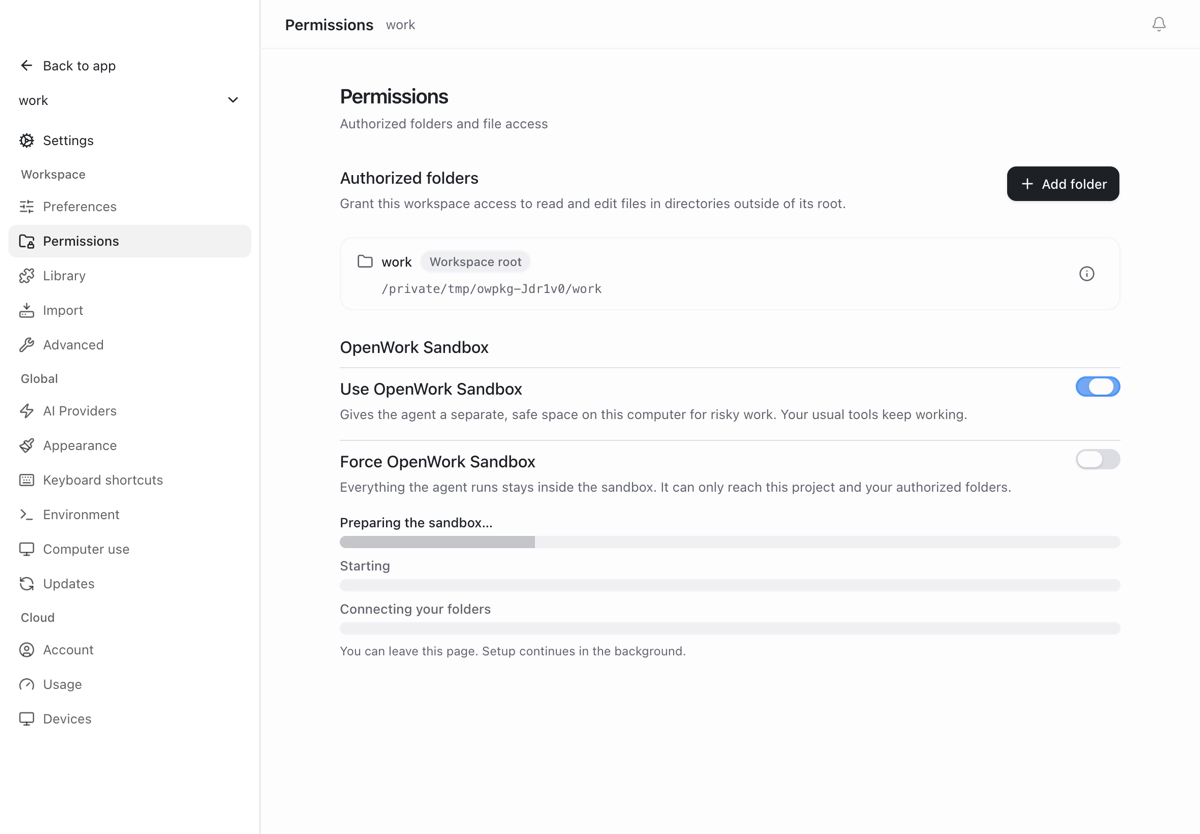 Permissions work
Back to app
work
Settings
Workspace
Preferences
Permissions
Library
Import
Advanced
Global
AI Providers
Appearance
Keyboard shortcuts
Environment
Computer use
Updates
Cloud
Account
Usage
Devices
Permissions
Authorized folders and file access
Authorized folders
Grant this workspace access to read and edit files in directories outside of its root.
Add folder
work Workspace root
/private/tmp/owpkg-Jdr1v0/work
OpenWork Sandbox
Use OpenWork Sandbox
Gives the agent a separate, safe space on this computer for risky work. Your usual tools keep working.
Force OpenWork Sandbox
Everything the agent runs stays inside the sandbox. It can only reach this project and your authorized folders.
Preparing the sandbox...
Starting
Connecting your folders
You can leave this page. Setup continues in the background.